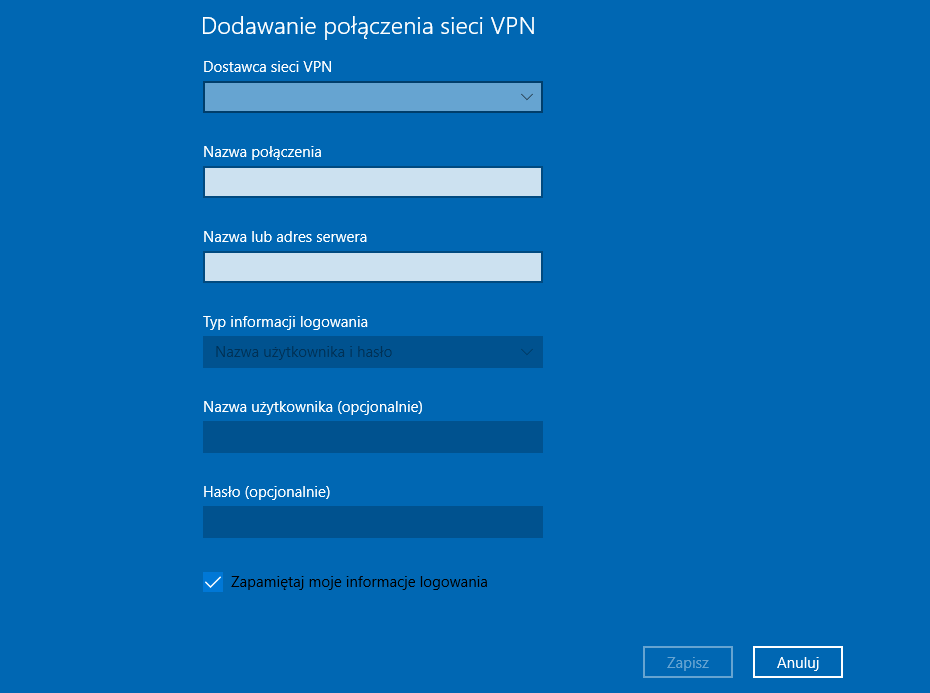 Dodawanie połączenia sieci VPN
Dostawca sieci VPN
Nazwa połączenia
Nazwa lub adres serwera
Typ informacji logowania
Nazwa użytkownika i hasło
Nazwa użytkownika (opcjonalnie)
Hasło (opcjonalnie)
Zapamiętaj moje informacje logowania
Zapisz
Anuluj